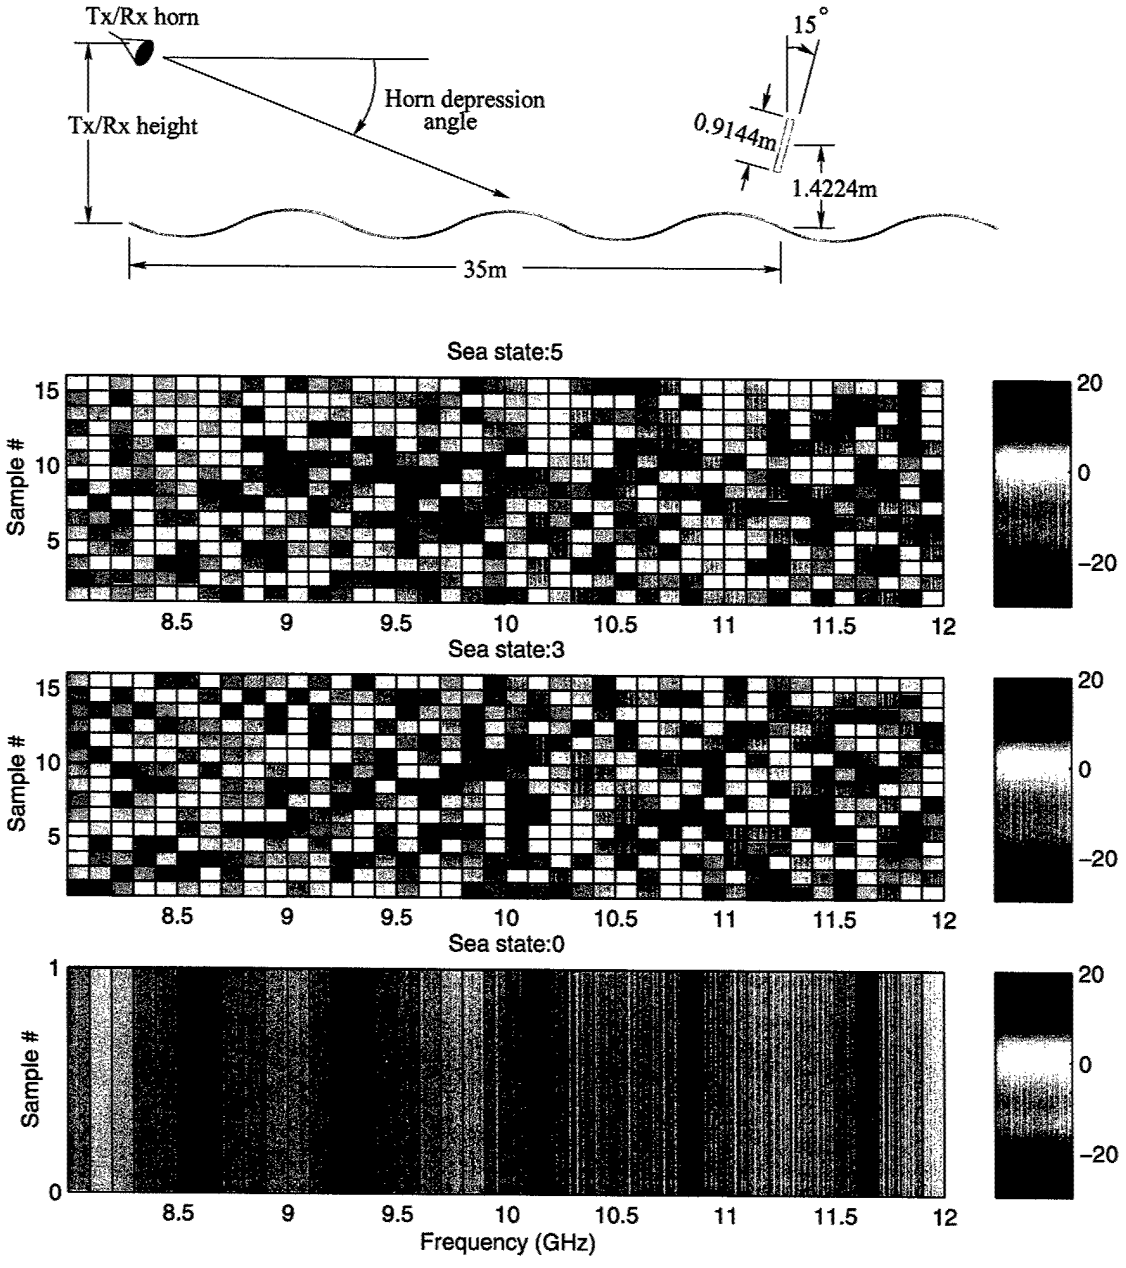 Tx/Rx horn
15°
Horn depression
angle
Tx/Rx height
0.9144m
1.4224m
35m
Sea state:5
15
10
5
Sample #
8.5 9 9.5 10 10.5 11 11.5 12
20
0
−20
Sea state:3
15
10
5
Sample #
8.5 9 9.5 10 10.5 11 11.5 12
20
0
−20
Sea state:0
1
0
Sample #
8.5 9 9.5 10 10.5 11 11.5 12
Frequency (GHz)
20
0
−20